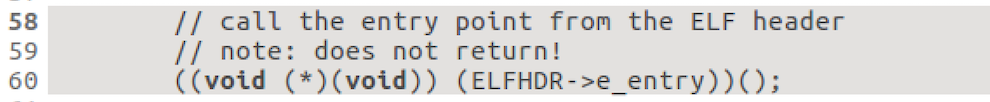 58 // call the entry point from the ELF header
59 // note: does not return!
60 ((void (*)(void)) (ELFHDR->e_entry))();